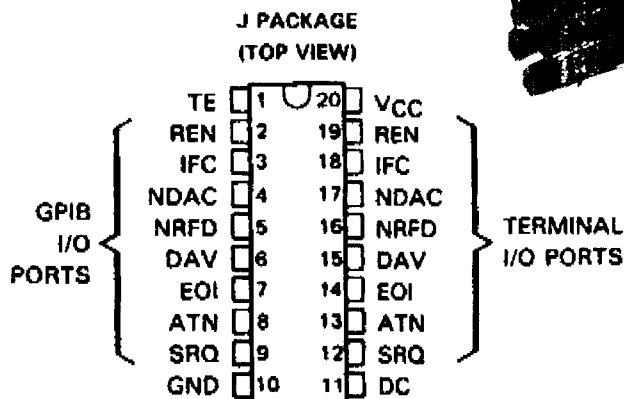 J PACKAGE
(TOP VIEW)
TE 1 20 VCC
REN 2 19 REN
IFC 3 18 IFC
NDAC 4 17 NDAC
NRFD 5 16 NRFD
DAV 6 15 DAV
EOI 7 14 EOI
ATN 8 13 ATN
SRQ 9 12 SRQ
GND 10 11 DC
GPIB
I/O
PORTS
TERMINAL
I/O PORTS